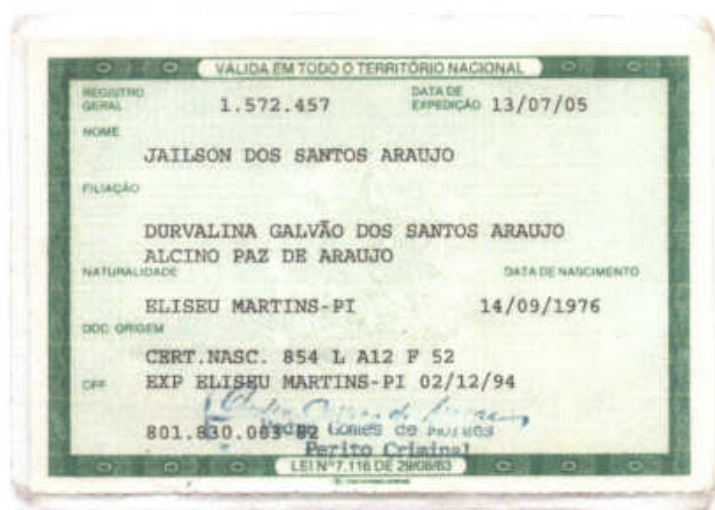 VÁLIDA EM TODO O TERRITÓRIO NACIONAL
REGISTRO GERAL 1.572.457 DATA DE EXPEDIÇÃO 13/07/05
NOME
JAILSON DOS SANTOS ARAUJO
FILIAÇÃO
DURVALINA GALVÃO DOS SANTOS ARAUJO
ALCINO PAZ DE ARAUJO
NATURALIDADE DATA DE NASCIMENTO
ELISEU MARTINS-PI 14/09/1976
DOC ORIGEM
CERT.NASC. 854 L A12 F 52
CPF EXP ELISEU MARTINS-PI 02/12/94
Gomes de
Perito Criminal
LEI Nº 7.116 DE 29/08/83